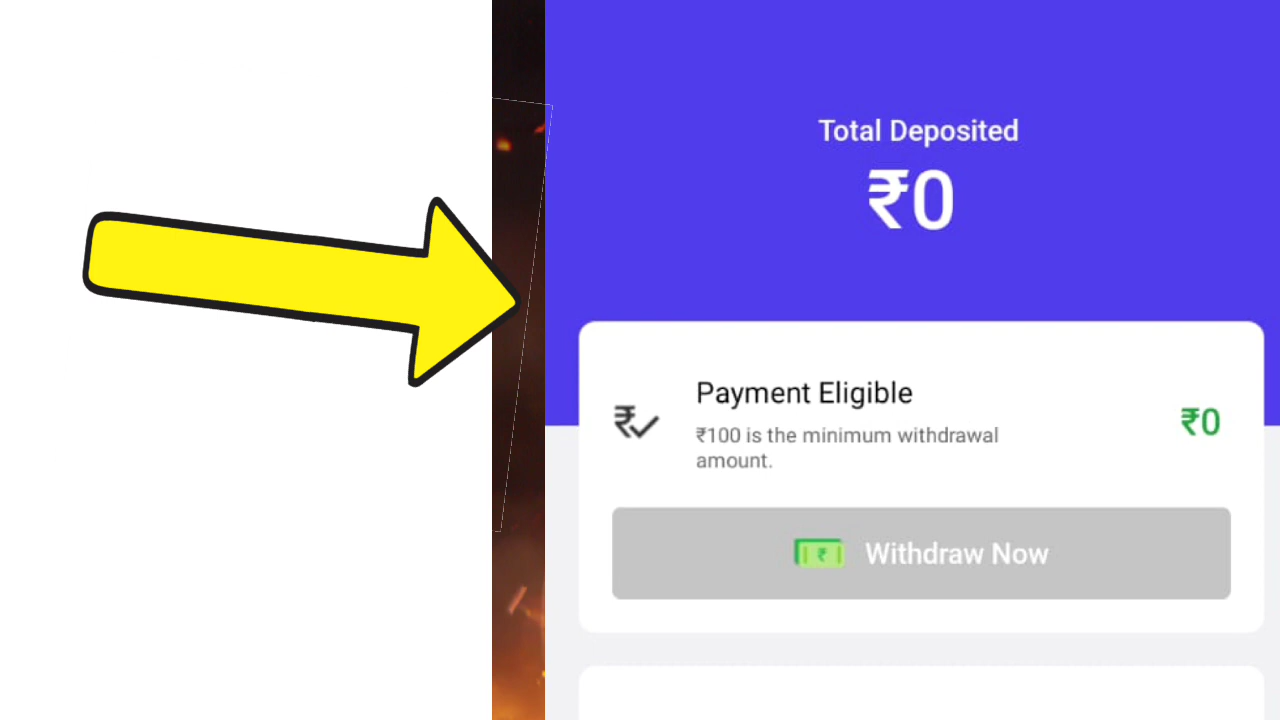 Total Deposited
₹0
Payment Eligible
₹100 is the minimum withdrawal
amount.
₹0
₹ Withdraw Now